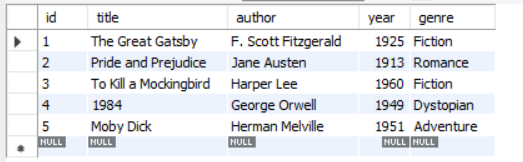 id title author year genre
1 The Great Gatsby F. Scott Fitzgerald 1925 Fiction
2 Pride and Prejudice Jane Austen 1913 Romance
3 To Kill a Mockingbird Harper Lee 1960 Fiction
4 1984 George Orwell 1949 Dystopian
5 Moby Dick Herman Melville 1951 Adventure
NULL NULL NULL NULL NULL